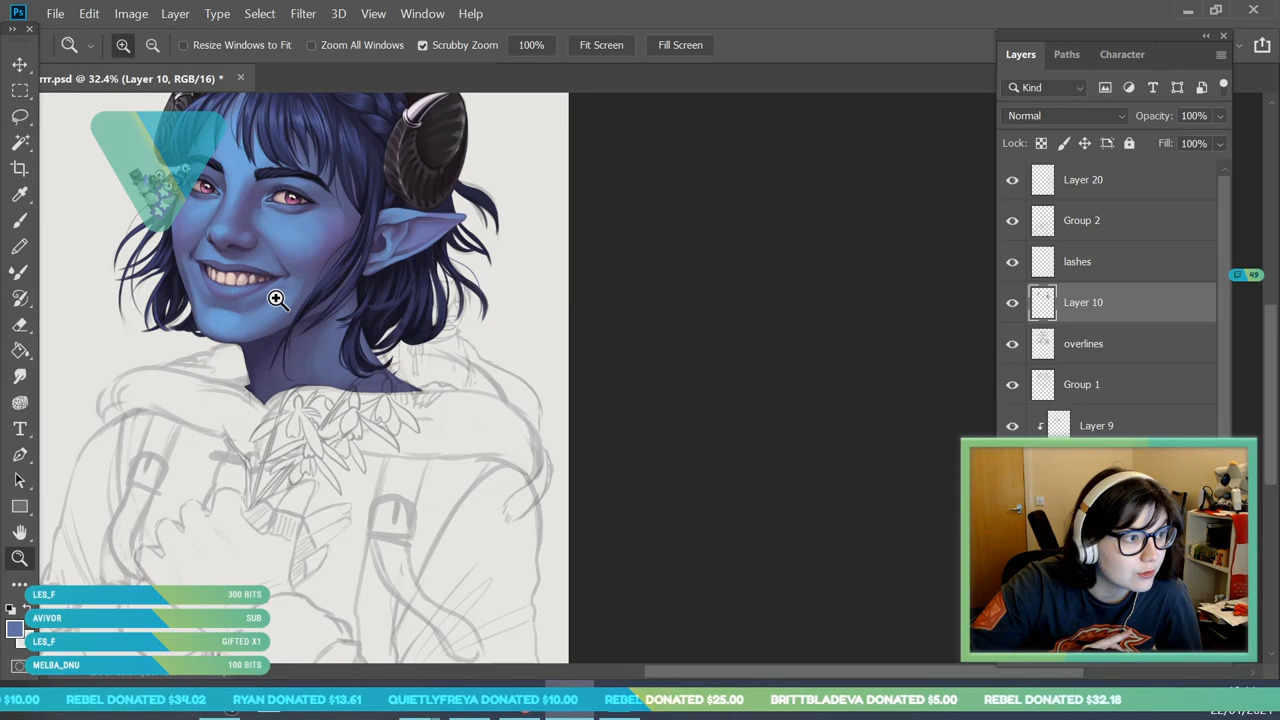 Ps File Edit Image Layer Type Select Filter 3D View Window Help
Resize Windows to Fit Zoom All Windows Scrubby Zoom 100% Fit Screen Fill Screen
rrr.psd @ 32.4% (Layer 10, RGB/16) *
Layers Paths Character
Kind
Normal Opacity: 100%
Lock: Fill: 100%
Layer 20
Group 2
lashes
49
Layer 10
overlines
Group 1
Layer 9
LES_F 300 BITS
AVIVOR SUB
LES_F GIFTED X1
MELBA_DNU 100 BITS
$10.00 REBEL DONATED $34.02 RYAN DONATED $13.61 QUIETLYFREYA DONATED $10.00 REBEL DONATED $25.00 BRITTBLADEVA DONATED $5.00 REBEL DONATED $32.18